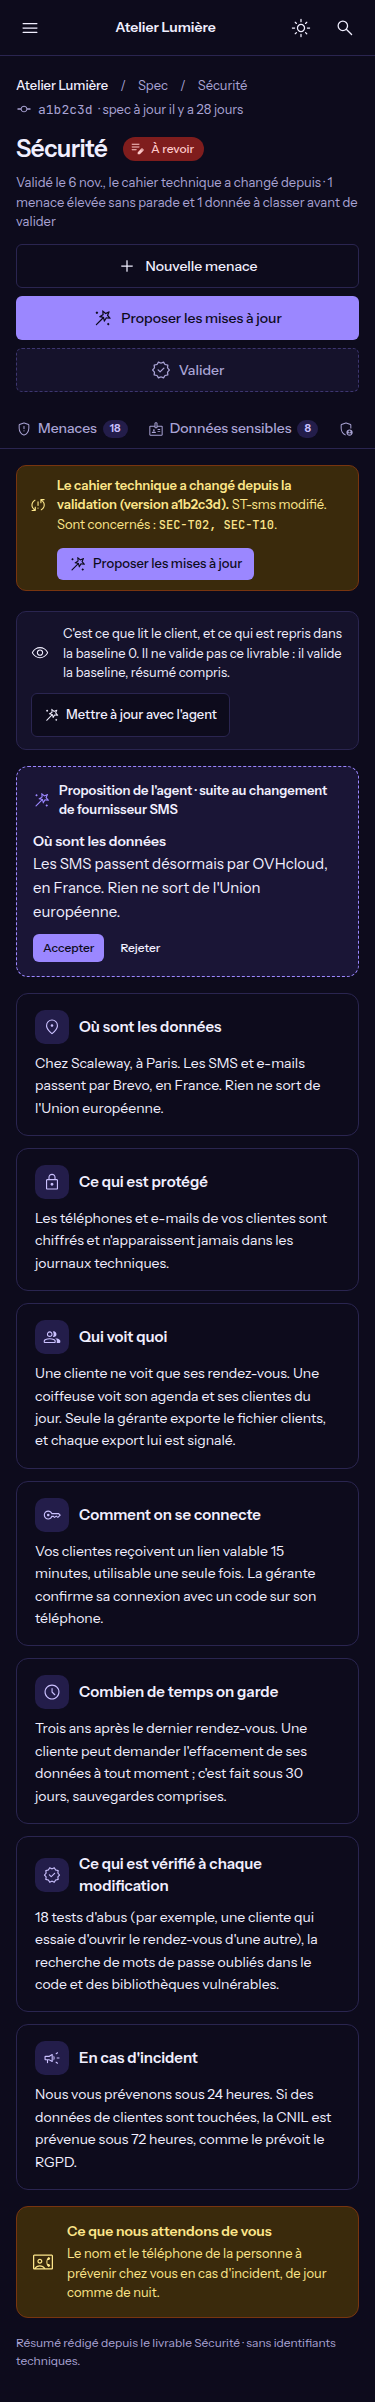 Atelier Lumière
Atelier Lumière / Spec / Sécurité
a1b2c3d · spec à jour il y a 28 jours
Sécurité À revoir
Validé le 6 nov., le cahier technique a changé depuis · 1
menace élevée sans parade et 1 donnée à classer avant de
valider
Nouvelle menace
Proposer les mises à jour
Valider
Menaces 18 Données sensibles 8
Le cahier technique a changé depuis la
validation (version a1b2c3d). ST-sms modifié.
Sont concernés : SEC-T02, SEC-T10.
Proposer les mises à jour
C'est ce que lit le client, et ce qui est repris dans
la baseline 0. Il ne valide pas ce livrable : il valide
la baseline, résumé compris.
Mettre à jour avec l'agent
Proposition de l'agent · suite au changement
de fournisseur SMS
Où sont les données
Les SMS passent désormais par OVHcloud,
en France. Rien ne sort de l'Union
européenne.
Accepter Rejeter
Où sont les données
Chez Scaleway, à Paris. Les SMS et e-mails
passent par Brevo, en France. Rien ne sort de
l'Union européenne.
Ce qui est protégé
Les téléphones et e-mails de vos clientes sont
chiffrés et n'apparaissent jamais dans les
journaux techniques.
Qui voit quoi
Une cliente ne voit que ses rendez-vous. Une
coiffeuse voit son agenda et ses clientes du
jour. Seule la gérante exporte le fichier clients,
et chaque export lui est signalé.
Comment on se connecte
Vos clientes reçoivent un lien valable 15
minutes, utilisable une seule fois. La gérante
confirme sa connexion avec un code sur son
téléphone.
Combien de temps on garde
Trois ans après le dernier rendez-vous. Une
cliente peut demander l'effacement de ses
données à tout moment ; c'est fait sous 30
jours, sauvegardes comprises.
Ce qui est vérifié à chaque
modification
18 tests d'abus (par exemple, une cliente qui
essaie d'ouvrir le rendez-vous d'une autre), la
recherche de mots de passe oubliés dans le
code et des bibliothèques vulnérables.
En cas d'incident
Nous vous prévenons sous 24 heures. Si des
données de clientes sont touchées, la CNIL est
prévenue sous 72 heures, comme le prévoit le
RGPD.
Ce que nous attendons de vous
Le nom et le téléphone de la personne à
prévenir chez vous en cas d'incident, de jour
comme de nuit.
Résumé rédigé depuis le livrable Sécurité · sans identifiants
techniques.